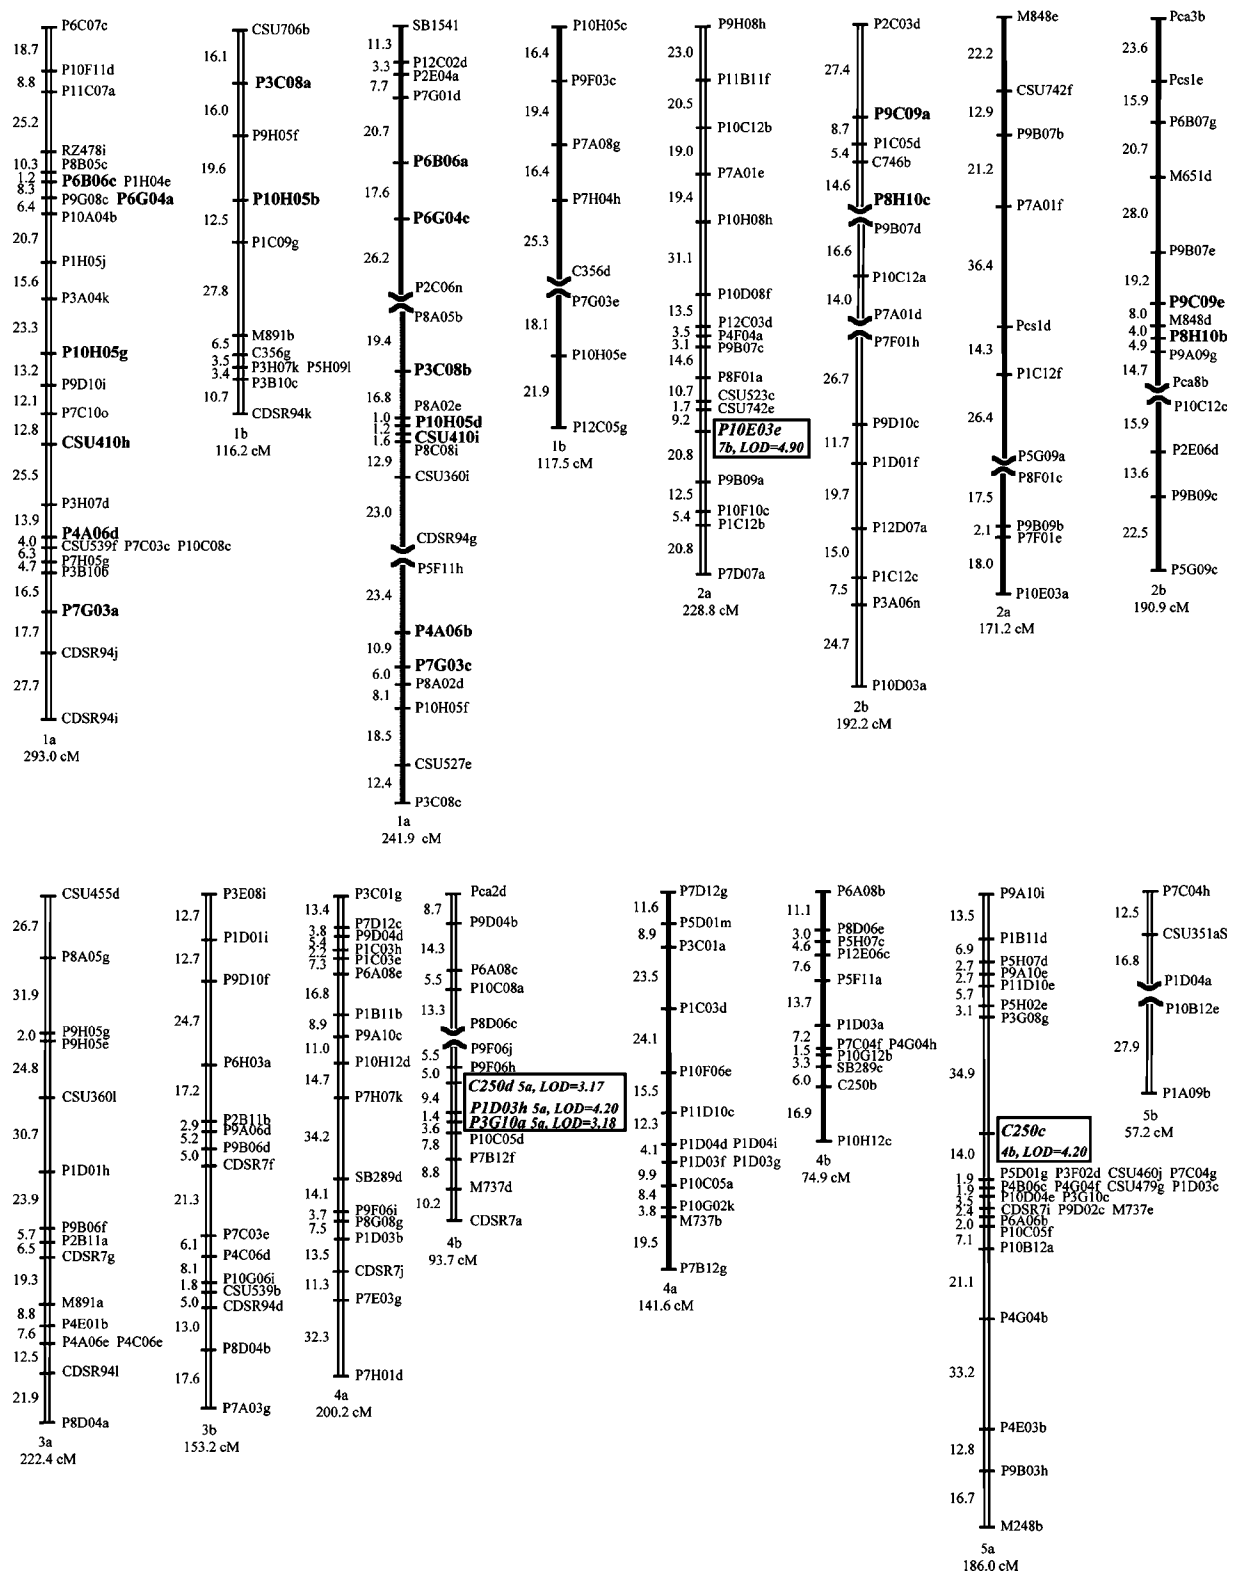 P6C07c
18.7
P10F11d
8.8
P11C07a
25.2
RZ478i
10.3
P8B05c
1.2
P6B06c P1H04e
8.3
P9G08c P6G04a
6.4
P10A04b
20.7
P1H05j
15.6
P3A04k
23.3
P10H05g
13.2
P9D10i
12.1
P7C10o
12.8
CSU410h
25.5
P3H07d
13.9
P4A06d
4.0
CSU539f P7C03c P10C08c
6.3
P7H05g
4.7
P3B10b
16.5
P7G03a
17.7
CDSR94j
27.7
CDSR94i
1a
293.0 cM
CSU706b
16.1
P3C08a
16.0
P9H05f
19.6
P10H05b
12.5
P1C09g
27.8
M891b
6.5
C356g
3.5
P3H07k P5H09l
3.4
P3B10c
10.7
CDSR94k
1b
116.2 cM
SB1541
11.3
P12C02d
3.3
P2E04a
7.7
P7G01d
20.7
P6B06a
17.6
P6G04c
26.2
P2C06n
P8A05b
19.4
P3C08b
16.8
P8A02e
1.0
P10H05d
1.2
CSU410i
1.6
P8C08i
12.9
CSU360i
23.0
CDSR94g
P5F11h
23.4
P4A06b
10.9
P7G03c
6.0
P8A02d
8.1
P10H05f
18.5
CSU527e
12.4
P3C08c
1a
241.9 cM
P10H05c
16.4
P9F03c
19.4
P7A08g
16.4
P7H04h
25.3
C356d
P7G03e
18.1
P10H05e
21.9
P12C05g
1b
117.5 cM
P9H08h
23.0
P11B11f
20.5
P10C12b
19.0
P7A01e
19.4
P10H08h
31.1
P10D08f
13.5
P12C03d
3.5
P4F04a
3.1
P9B07c
14.6
P8F01a
10.7
CSU523c
1.7
CSU742e
9.2
P10E03e
7b, LOD=4.90
20.8
P9B09a
12.5
P10F10c
5.4
P1C12b
20.8
P7D07a
2a
228.8 cM
P2C03d
27.4
P9C09a
8.7
P1C05d
5.4
C746b
14.6
P8H10c
P9B07d
16.6
P10C12a
14.0
P7A01d
P7F01h
26.7
P9D10c
11.7
P1D01f
19.7
P12D07a
15.0
P1C12c
7.5
P3A06n
24.7
P10D03a
2b
192.2 cM
M848e
22.2
CSU742f
12.9
P9B07b
21.2
P7A01f
36.4
Pcs1d
14.3
P1C12f
26.4
P5G09a
P8F01c
17.5
P9B09b
2.1
P7F01e
18.0
P10E03a
2a
171.2 cM
Pca3b
23.6
Pcs1e
15.9
P6B07g
20.7
M651d
28.0
P9B07e
19.2
P9C09e
8.0
M848d
4.0
P8H10b
4.9
P9A09g
14.7
Pca8b
P10C12c
15.9
P2E06d
13.6
P9B09c
22.5
P5G09c
2b
190.9 cM
CSU455d
26.7
P8A05g
31.9
P9H05g
2.0
P9H05e
24.8
CSU360l
30.7
P1D01h
23.9
P9B06f
5.7
P2B11a
6.5
CDSR7g
19.3
M891a
8.8
P4E01b
7.6
P4A06e P4C06e
12.5
CDSR94l
21.9
P8D04a
3a
222.4 cM
P3E08i
12.7
P1D01i
12.7
P9D10f
24.7
P6H03a
17.2
P2B11b
2.9
P9A06d
5.2
P9B06d
5.0
CDSR7f
21.3
P7C03e
6.1
P4C06d
8.1
P10G06i
1.8
CSU539b
5.0
CDSR94d
13.0
P8D04b
17.6
P7A03g
3b
153.2 cM
P3C01g
13.4
P7D12c
3.8
P9D04d
5.4
P1C03h
2.2
P1C03e
7.3
P6A08e
16.8
P1B11b
8.9
P9A10c
11.0
P10H12d
14.7
P7H07k
34.2
SB289d
14.1
P9F06i
3.7
P8G08g
7.5
P1D03b
13.5
CDSR7j
11.3
P7E03g
32.3
P7H01d
4a
200.2 cM
Pca2d
8.7
P9D04b
14.3
P6A08c
5.5
P10C08a
13.3
P8D06c
P9F06j
5.5
P9F06h
5.0
C250d 5a, LOD=3.17
9.4
P1D03h 5a, LOD=4.20
1.4
P3G10a 5a, LOD=3.18
3.6
P10C05d
7.8
P7B12f
8.8
M737d
10.2
CDSR7a
4b
93.7 cM
P7D12g
11.6
P5D01m
8.9
P3C01a
23.5
P1C03d
24.1
P10F06e
15.5
P11D10c
12.3
P1D04d P1D04i
4.1
P1D03f P1D03g
9.9
P10C05a
8.4
P10G02k
3.8
M737b
19.5
P7B12g
4a
141.6 cM
P6A08b
11.1
P8D06e
3.0
P5H07c
4.6
P12E06c
7.6
P5F11a
13.7
P1D03a
7.2
P7C04f P4G04h
1.5
P10G12b
3.3
SB289c
6.0
C250b
16.9
P10H12c
4b
74.9 cM
P9A10i
13.5
P1B11d
6.9
P5H07d
2.7
P9A10e
2.7
P11D10e
5.7
P5H02e
3.1
P3G08g
34.9
C250c
4b, LOD=4.20
14.0
P5D01g P3F02d CSU460j P7C04g
1.9
P4B06c P4G04f CSU479g P1D03c
1.9
P10D04e P3G10c
3.5
CDSR7i P9D02c M737e
2.4
P6A06b
2.0
P10C05f
7.1
P10B12a
21.1
P4G04b
33.2
P4E03b
12.8
P9B03h
16.7
M248b
5a
186.0 cM
P7C04h
12.5
CSU351aS
16.8
P1D04a
P10B12e
27.9
P1A09b
5b
57.2 cM